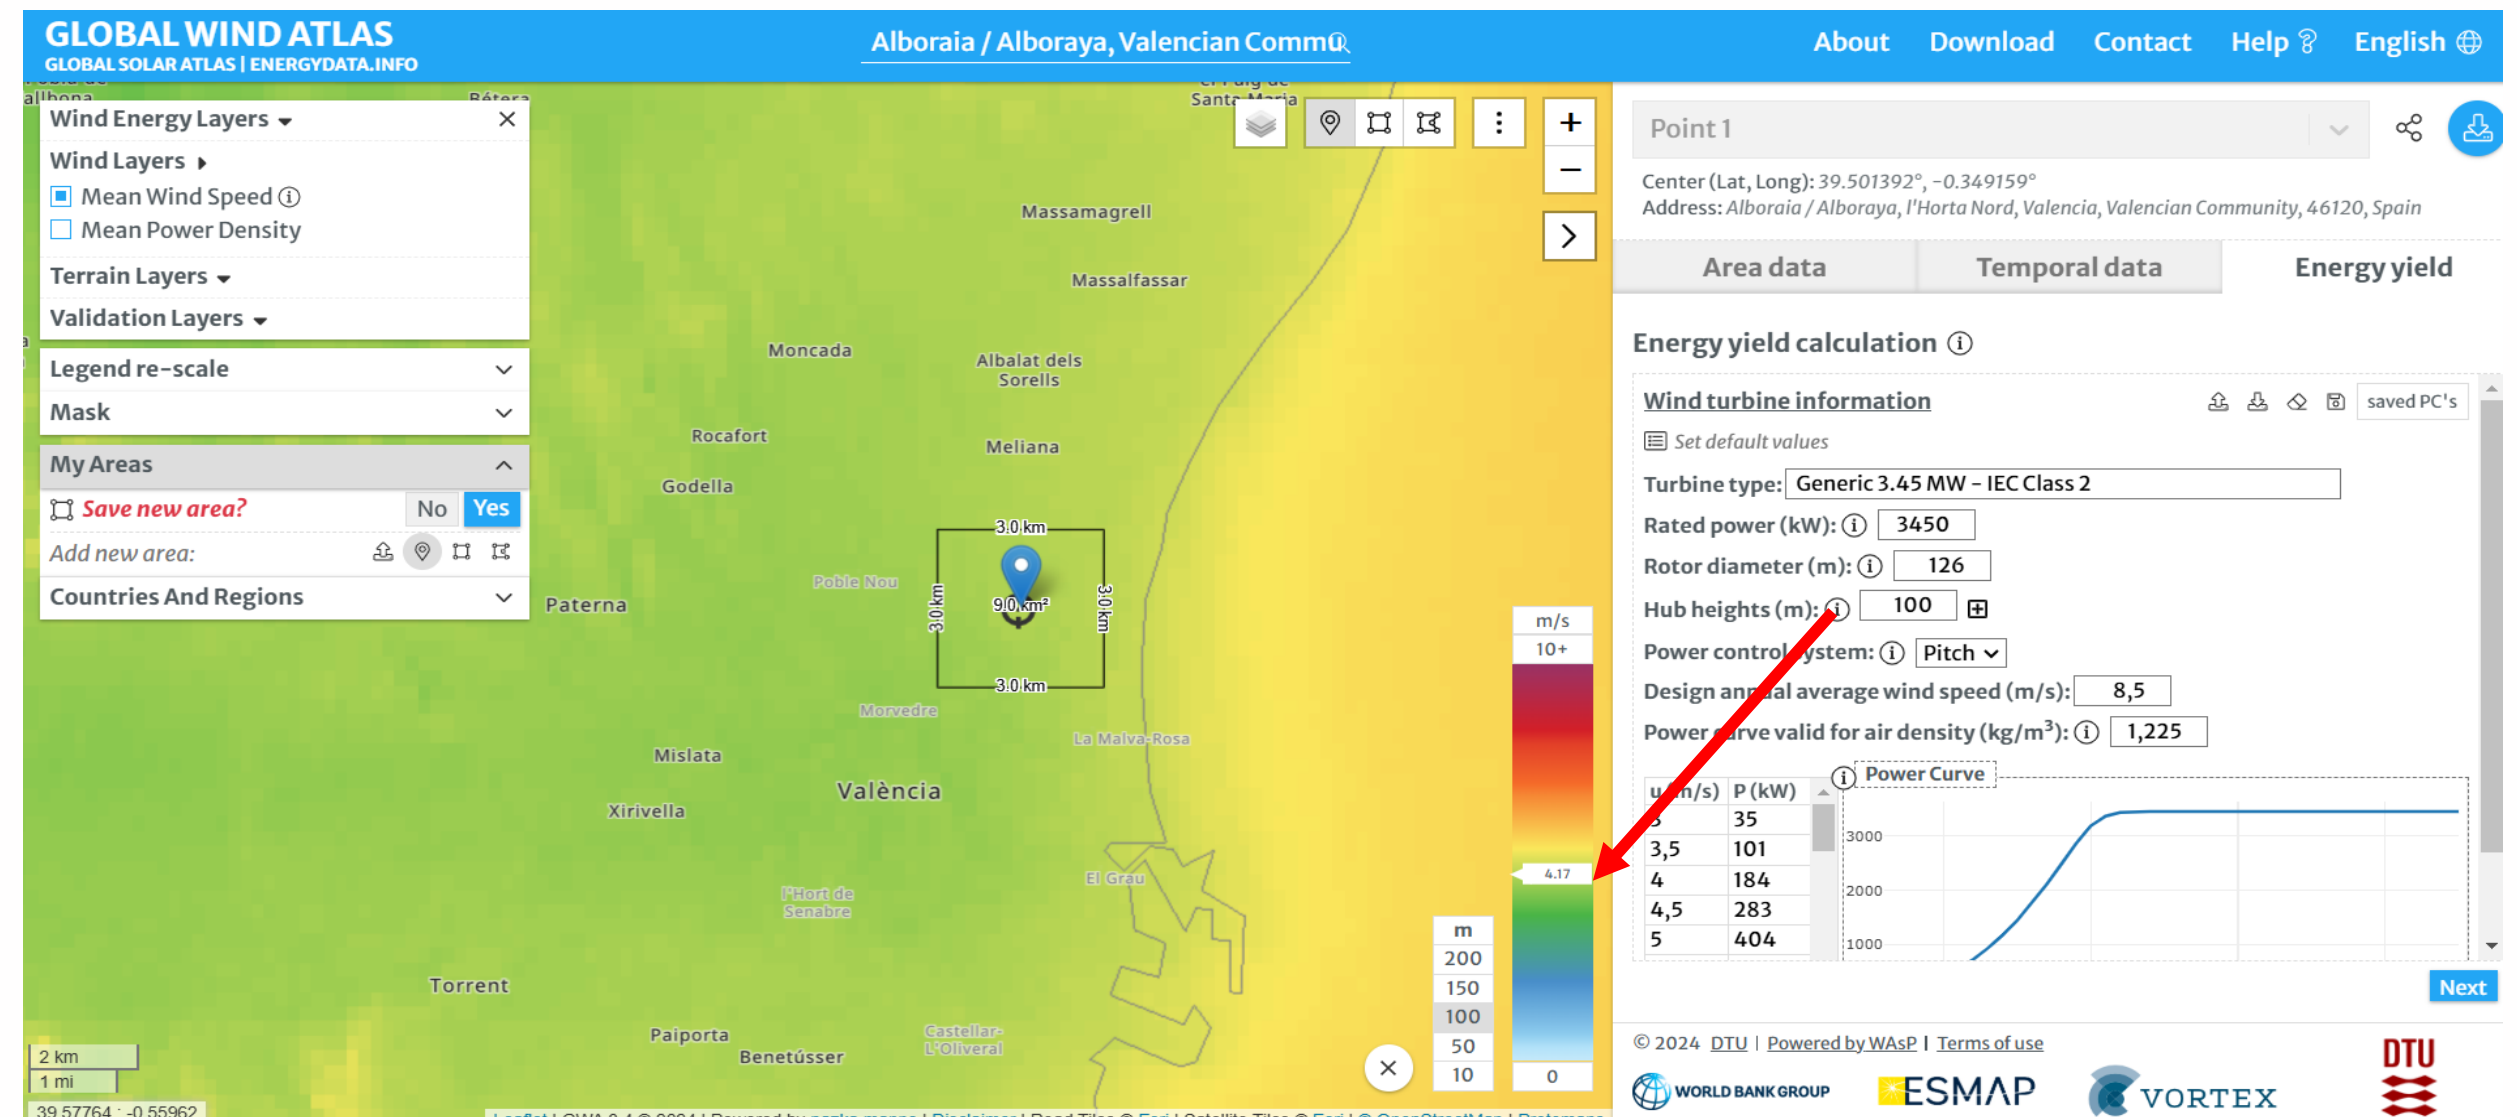 GLOBAL WIND ATLAS
GLOBAL SOLAR ATLAS | ENERGYDATA.INFO
Alboraia / Alboraya, Valencian Commu
About Download Contact Help English
Wind Energy Layers
Wind Layers
Mean Wind Speed
Mean Power Density
Terrain Layers
Validation Layers
Legend re-scale
Mask
My Areas
Save new area? No Yes
Add new area:
Countries And Regions
Bétera
Santa Maria
Massamagrell
Massalfassar
Moncada
Albalat dels
Sorells
Rocafort
Meliana
Godella
3.0 km
Poble Nou
3.0 km
9.0 km²
3.0 km
Paterna
3.0 km
Morvedre
La Malva-Rosa
Mislata
València
Xirivella
El Grau
l'Hort de
Senabre
Torrent
Paiporta
Castellar-
L'Oliveral
Benetússer
2 km
1 mi
39.57764 : -0.55962
m/s
10+
4.17
0
m
200
150
100
50
10
Point 1
Center (Lat, Long): 39.501392°, -0.349159°
Address: Alboraia / Alboraya, l'Horta Nord, Valencia, Valencian Community, 46120, Spain
Area data Temporal data Energy yield
Energy yield calculation
Wind turbine information saved PC's
Set default values
Turbine type: Generic 3.45 MW - IEC Class 2
Rated power (kW): 3450
Rotor diameter (m): 126
Hub heights (m): 100
Power control system: Pitch
Design annual average wind speed (m/s): 8,5
Power curve valid for air density (kg/m³): 1,225
u (m/s) P (kW)
3 35
3,5 101
4 184
4,5 283
5 404
Power Curve
3000
2000
1000
Next
© 2024 DTU | Powered by WAsP | Terms of use
WORLD BANK GROUP
ESMAP
VORTEX
DTU